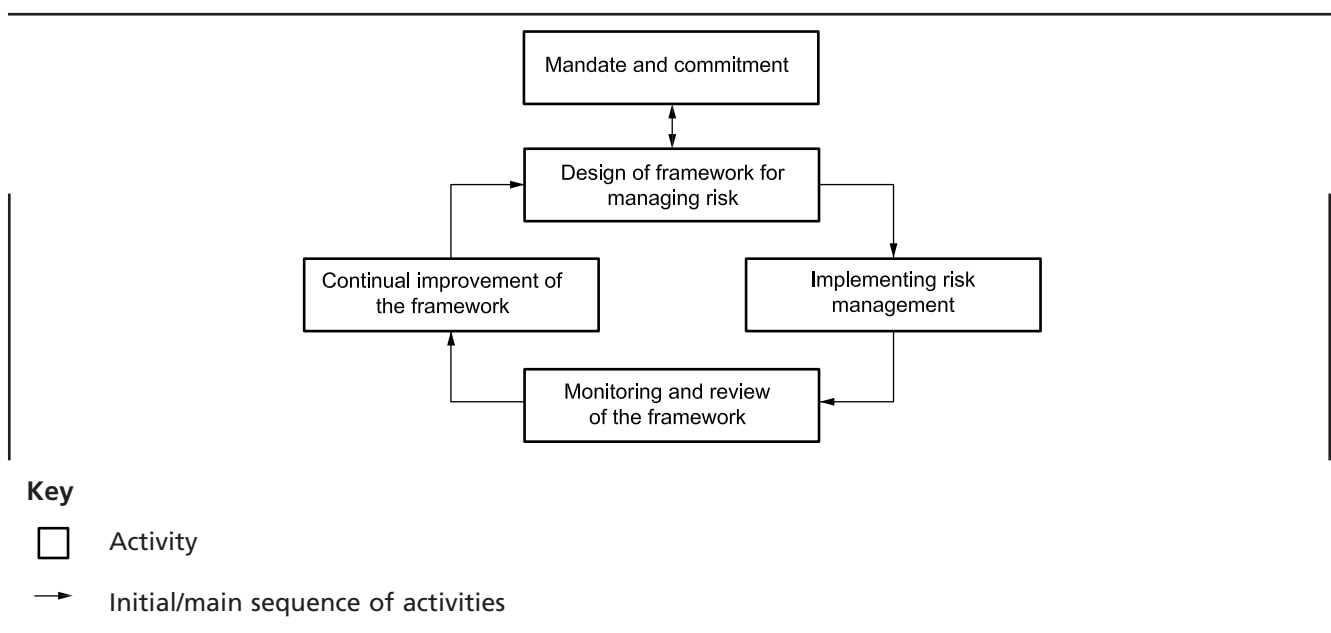 Mandate and commitment
Design of framework for
managing risk
Continual improvement of
the framework
Implementing risk
management
Monitoring and review
of the framework
Key
Activity
Initial/main sequence of activities